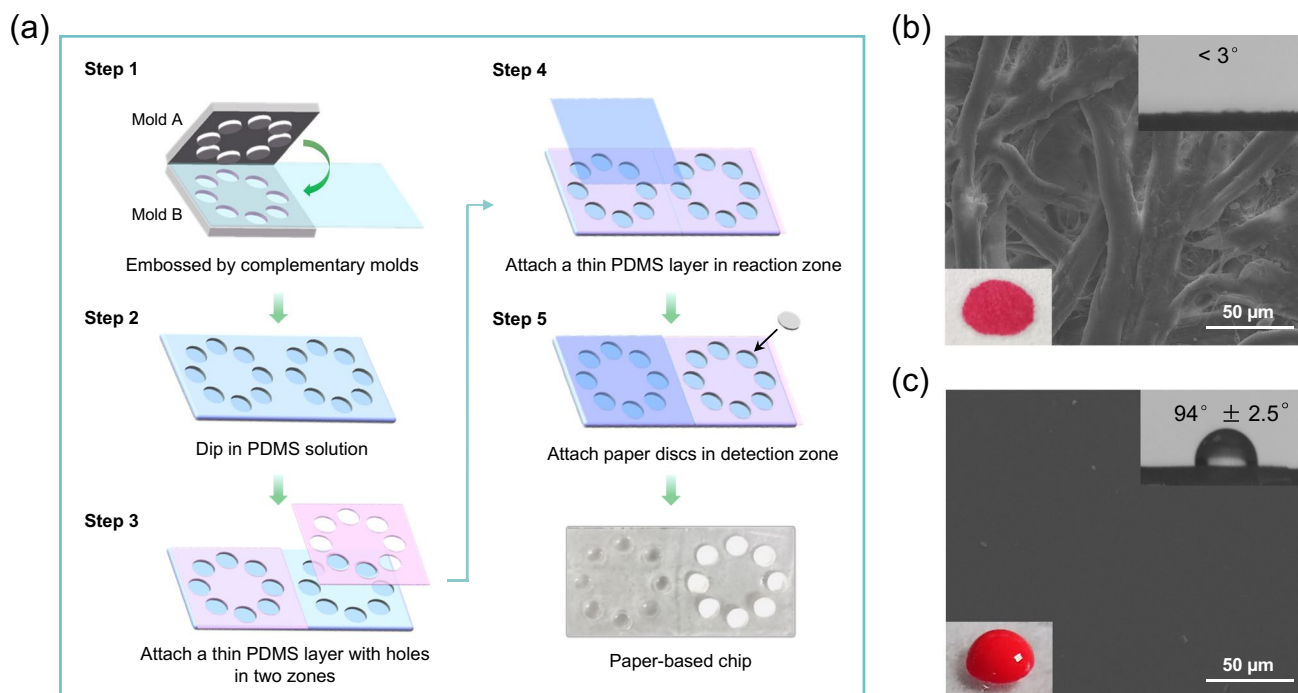 (a)
Step 1
Mold A
Mold B
Embossed by complementary molds
Step 2
Dip in PDMS solution
Step 3
Attach a thin PDMS layer with holes
in two zones
Step 4
Attach a thin PDMS layer in reaction zone
Step 5
Attach paper discs in detection zone
Paper-based chip
(b)
< 3°
50 µm
(c)
94° ± 2.5°
50 µm